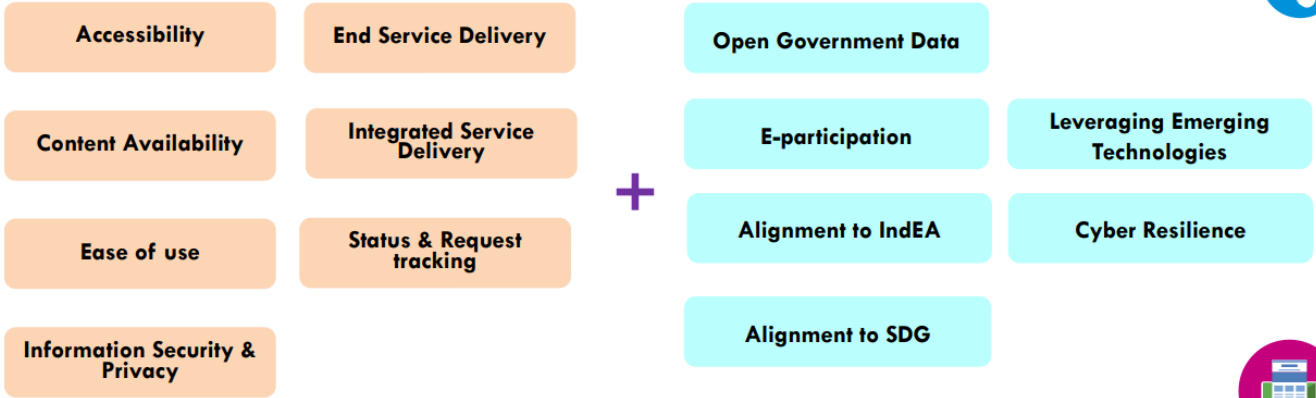 Accessibility
End Service Delivery
Content Availability
Integrated Service
Delivery
Ease of use
Status & Request
tracking
Information Security &
Privacy
+
Open Government Data
E-participation
Leveraging Emerging
Technologies
Alignment to IndEA
Cyber Resilience
Alignment to SDG